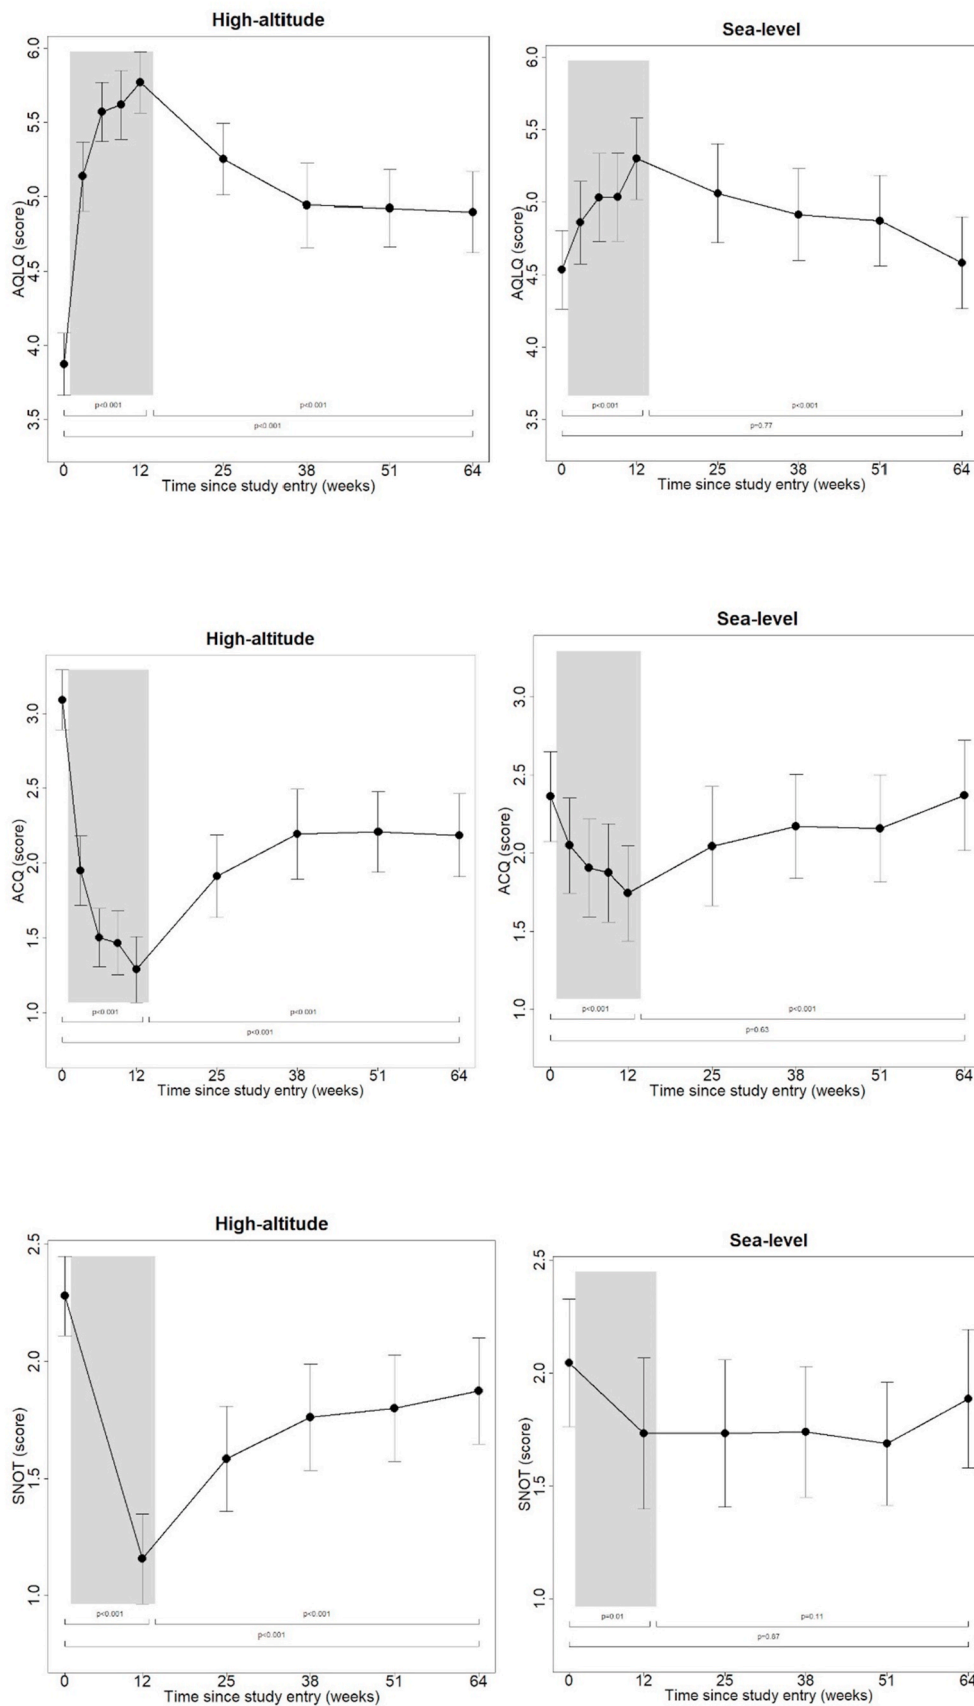 High-altitude
AQLQ (score)
6.0
5.5
5.0
4.5
4.0
3.5
p<0.001 p<0.001
p<0.001
0 12 25 38 51 64
Time since study entry (weeks)
Sea-level
AQLQ (score)
6.0
5.5
5.0
4.5
4.0
3.5
p<0.001 p<0.001
p=0.77
0 12 25 38 51 64
Time since study entry (weeks)
High-altitude
ACQ (score)
3.0
2.5
2.0
1.5
1.0
p<0.001 p<0.001
p<0.001
0 12 25 38 51 64
Time since study entry (weeks)
Sea-level
ACQ (score)
3.0
2.5
2.0
1.5
1.0
p<0.001 p<0.001
p=0.63
0 12 25 38 51 64
Time since study entry (weeks)
High-altitude
SNOT (score)
2.5
2.0
1.5
1.0
p<0.001 p<0.001
p<0.001
0 12 25 38 51 64
Time since study entry (weeks)
Sea-level
SNOT (score)
2.5
2.0
1.5
1.0
p=0.01 p=0.11
p=0.87
0 12 25 38 51 64
Time since study entry (weeks)